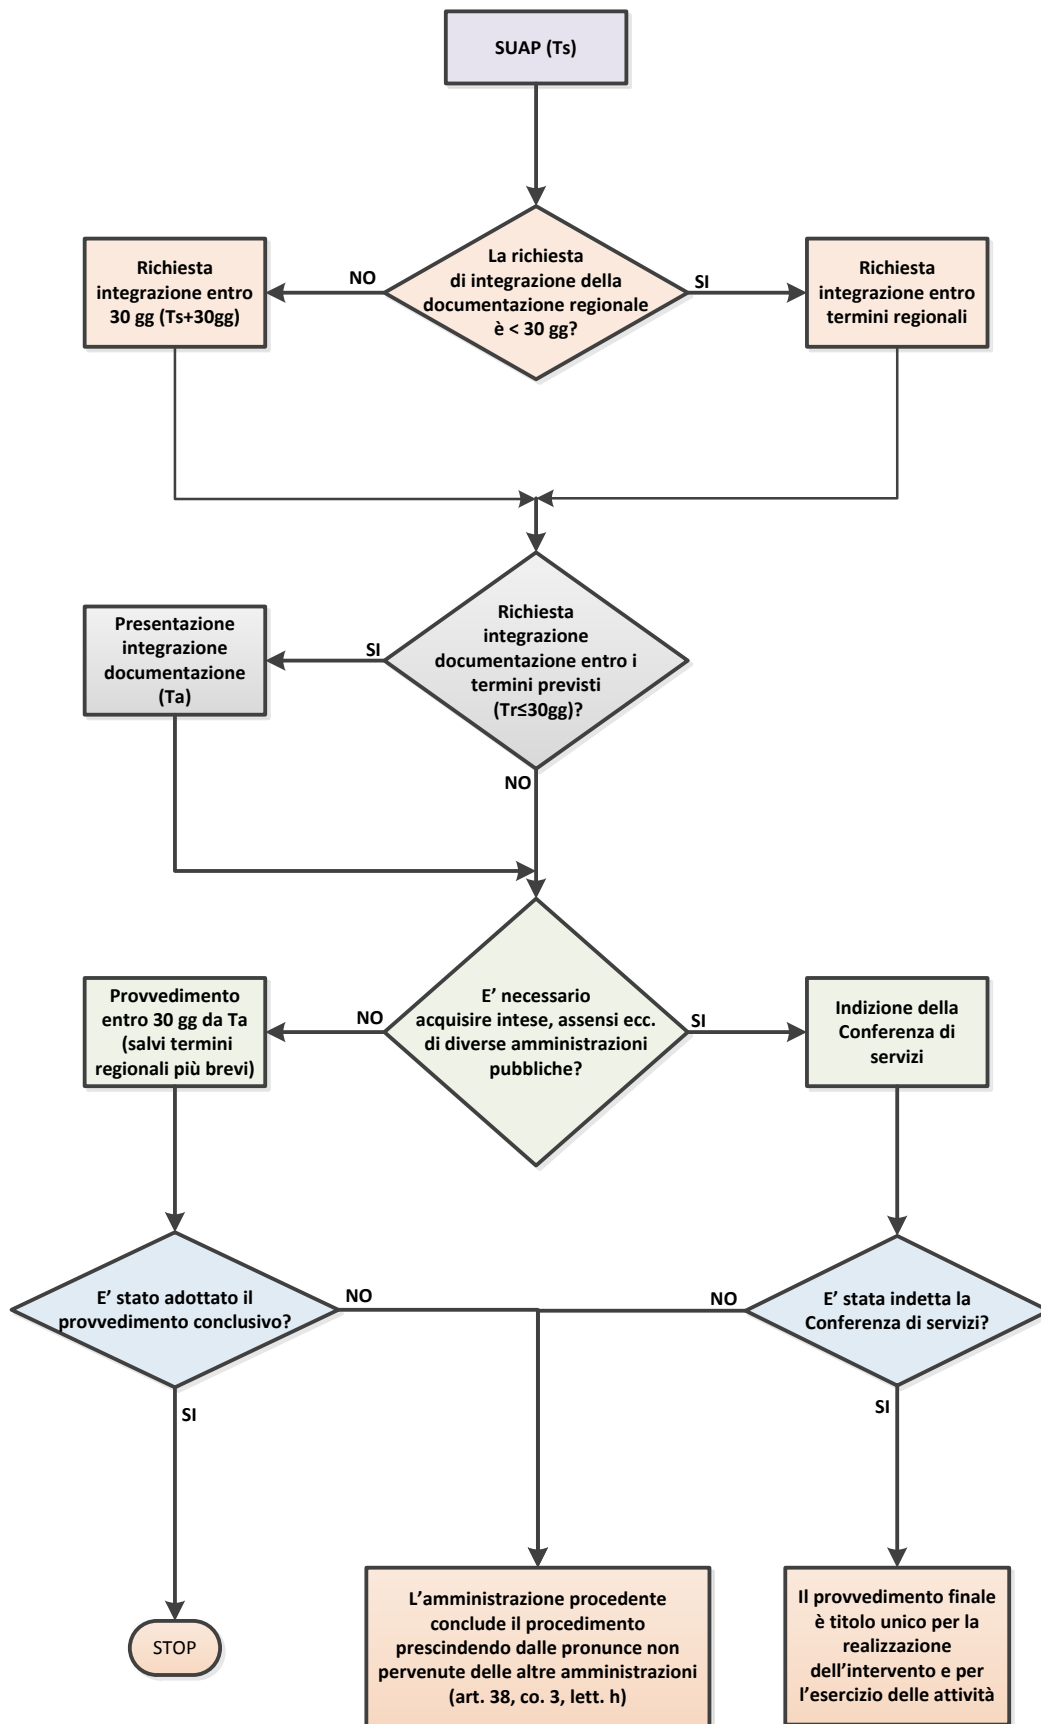 SUAP (Ts)
La richiesta
di integrazione della
documentazione regionale
è < 30 gg?
NO
SI
Richiesta
integrazione entro
30 gg (Ts+30gg)
Richiesta
integrazione entro
termini regionali
Richiesta
integrazione
documentazione entro i
termini previsti
(Tr≤30gg)?
SI
NO
Presentazione
integrazione
documentazione
(Ta)
E’ necessario
acquisire intese, assensi ecc.
di diverse amministrazioni
pubbliche?
NO
SI
Provvedimento
entro 30 gg da Ta
(salvi termini
regionali più brevi)
Indizione della
Conferenza di
servizi
E’ stato adottato il
provvedimento conclusivo?
NO
SI
E’ stata indetta la
Conferenza di servizi?
NO
SI
STOP
L’amministrazione procedente
conclude il procedimento
prescindendo dalle pronunce non
pervenute delle altre amministrazioni
(art. 38, co. 3, lett. h)
Il provvedimento finale
è titolo unico per la
realizzazione
dell’intervento e per
l’esercizio delle attività